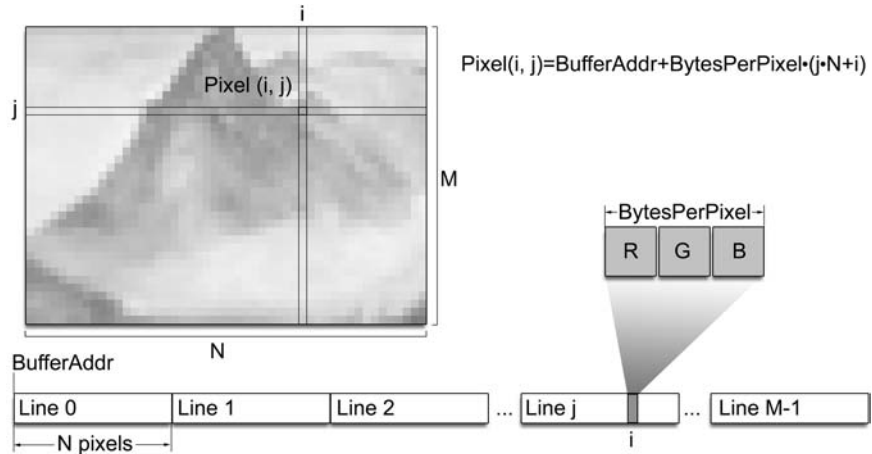 i
Pixel (i, j)
Pixel(i, j)=BufferAddr+BytesPerPixel•(j•N+i)
j
M
BytesPerPixel
R G B
N
BufferAddr
Line 0 Line 1 Line 2 ... Line j ... Line M-1
N pixels
i